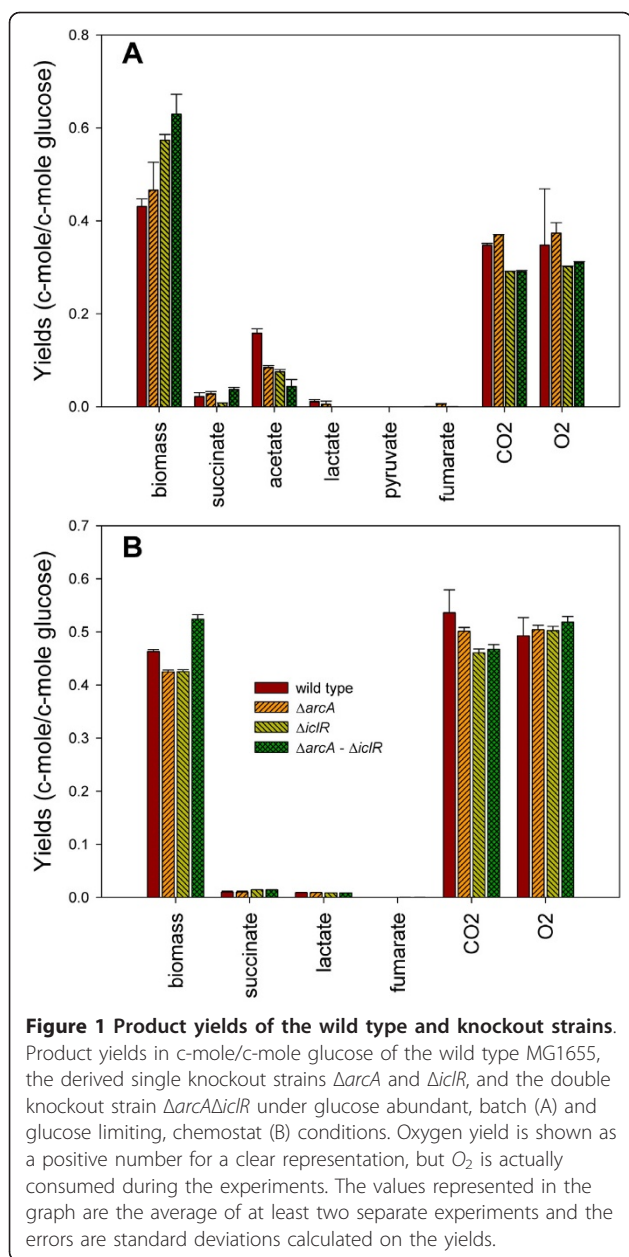 0.8
A
0.6
0.4
0.2
0.0
Yields (c-mole/c-mole glucose)
biomass
succinate
acetate
lactate
pyruvate
fumarate
CO2
O2
0.7
B
0.6
0.5
0.4
0.3
0.2
0.1
0.0
Yields (c-mole/c-mole glucose)
wild type
ΔarcA
ΔiclR
ΔarcA - ΔiclR
biomass
succinate
lactate
fumarate
CO2
O2
Figure 1 Product yields of the wild type and knockout strains.
Product yields in c-mole/c-mole glucose of the wild type MG1655,
the derived single knockout strains ΔarcA and ΔiclR, and the double
knockout strain ΔarcAΔiclR under glucose abundant, batch (A) and
glucose limiting, chemostat (B) conditions. Oxygen yield is shown as
a positive number for a clear representation, but O₂ is actually
consumed during the experiments. The values represented in the
graph are the average of at least two separate experiments and the
errors are standard deviations calculated on the yields.